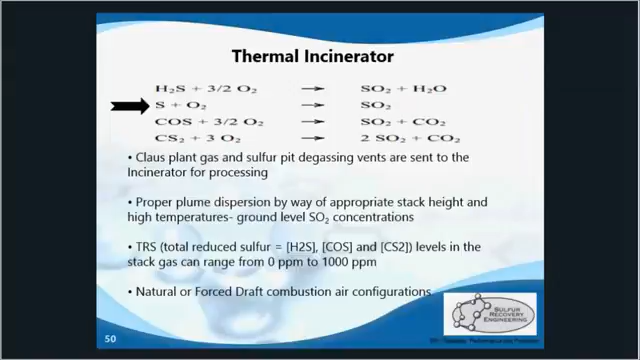 Thermal Incinerator
H₂S + 3/2 O₂ → SO₂ + H₂O
S + O₂ → SO₂
COS + 3/2 O₂ → SO₂ + CO₂
CS₂ + 3 O₂ → 2 SO₂ + CO₂
• Claus plant gas and sulfur pit degassing vents are sent to the
Incinerator for processing
• Proper plume dispersion by way of appropriate stack height and
high temperatures- ground level SO₂ concentrations
• TRS (total reduced sulfur = [H2S], [COS] and [CS2]) levels in the
stack gas can range from 0 ppm to 1000 ppm
• Natural or Forced Draft combustion air configurations.
SULFUR
RECOVERY
ENGINEERING
50